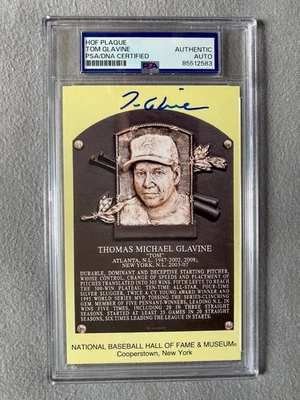 HOF PLAQUE
TOM GLAVINE
PSA/DNA CERTIFIED
AUTHENTIC
AUTO
85512583
PSA
T Glavine
THOMAS MICHAEL GLAVINE
"TOM"
ATLANTA, N.L. 1987-2002, 2008;
NEW YORK, N.L. 2003-07
DURABLE, DOMINANT AND DECEPTIVE STARTING PITCHER,
WHOSE CONTROL, CHANGE OF SPEEDS AND PLACEMENT OF
PITCHES TRANSLATED INTO 305 WINS. FIFTH LEFTY TO REACH
THE 300-WIN PLATEAU. TEN-TIME ALL-STAR, FOUR-TIME
SILVER SLUGGER, TWICE A CY YOUNG AWARD WINNER AND
1995 WORLD SERIES MVP, TOSSING THE SERIES-CLINCHING
GEM. MEMBER OF FIVE PENNANT-WINNERS, LEADING N.L. IN
WINS FIVE TIMES, INCLUDING 20 IN THREE STRAIGHT
SEASONS. STARTED AT LEAST 25 GAMES IN 20 STRAIGHT
SEASONS, SIX TIMES LEADING THE LEAGUE IN STARTS.
NATIONAL BASEBALL HALL OF FAME & MUSEUM®
Cooperstown, New York